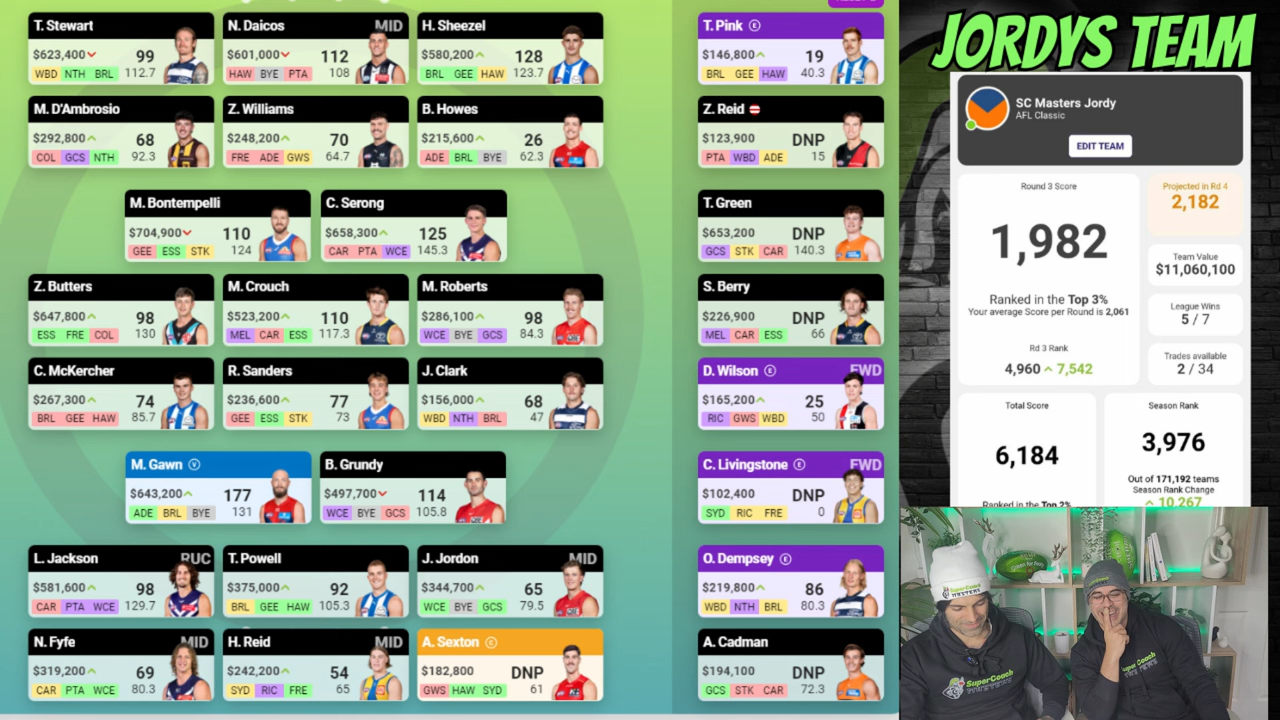 JORDYS TEAM
T. Stewart
$623,400 99
WBD NTH BRL 112.7
N. Daicos MID
$601,000 112
HAW BYE PTA 108
H. Sheezel
$580,200 128
BRL GEE HAW 123.7
T. Pink E
$146,800 19
BRL GEE HAW 40.3
M. D'Ambrosio
$292,800 68
COL GCS NTH 92.3
Z. Williams
$248,200 70
FRE ADE GWS 64.7
B. Howes
$215,600 26
ADE BRL BYE 62.3
Z. Reid
$123,900 DNP
PTA WBD ADE 15
M. Bontempelli
$704,900 110
GEE ESS STK 124
C. Serong
$658,300 125
CAR PTA WCE 145.3
T. Green
$653,200 DNP
GCS STK CAR 140.3
Z. Butters
$647,800 98
ESS FRE COL 130
M. Crouch
$523,200 110
MEL CAR ESS 117.3
M. Roberts
$286,100 98
WCE BYE GCS 84.3
S. Berry
$226,900 DNP
MEL CAR ESS 66
C. McKercher
$267,300 74
BRL GEE HAW 85.7
R. Sanders
$236,600 77
GEE ESS STK 73
J. Clark
$156,000 68
WBD NTH BRL 47
D. Wilson E FWD
$165,200 25
RIC GWS WBD 50
M. Gawn V
$643,200 177
ADE BRL BYE 131
B. Grundy
$497,700 114
WCE BYE GCS 105.8
C. Livingstone E FWD
$102,400 DNP
SYD RIC FRE 0
L. Jackson RUC
$581,600 98
CAR PTA WCE 129.7
T. Powell
$375,000 92
BRL GEE HAW 105.3
J. Jordon MID
$344,700 65
WCE BYE GCS 79.5
O. Dempsey E
$219,800 86
WBD NTH BRL 80.3
N. Fyfe MID
$319,200 69
CAR PTA WCE 80.3
H. Reid MID
$242,200 54
SYD RIC FRE 65
A. Sexton C
$182,800 DNP
GWS HAW SYD 61
A. Cadman
$194,100 DNP
GCS STK CAR 72.3
SC Masters Jordy
AFL Classic
EDIT TEAM
Round 3 Score
1,982
Ranked in the Top 3%
Your average Score per Round is 2,061
Rd 3 Rank
4,960 7,542
Projected in Rd 4
2,182
Team Value
$11,060,100
League Wins
5 / 7
Trades available
2 / 34
Total Score
6,184
Ranked in the Top 2%
Season Rank
3,976
Out of 171,192 teams
Season Rank Change
10,267
SuperCoach
MASTERS
SuperCoach
SuperCoach